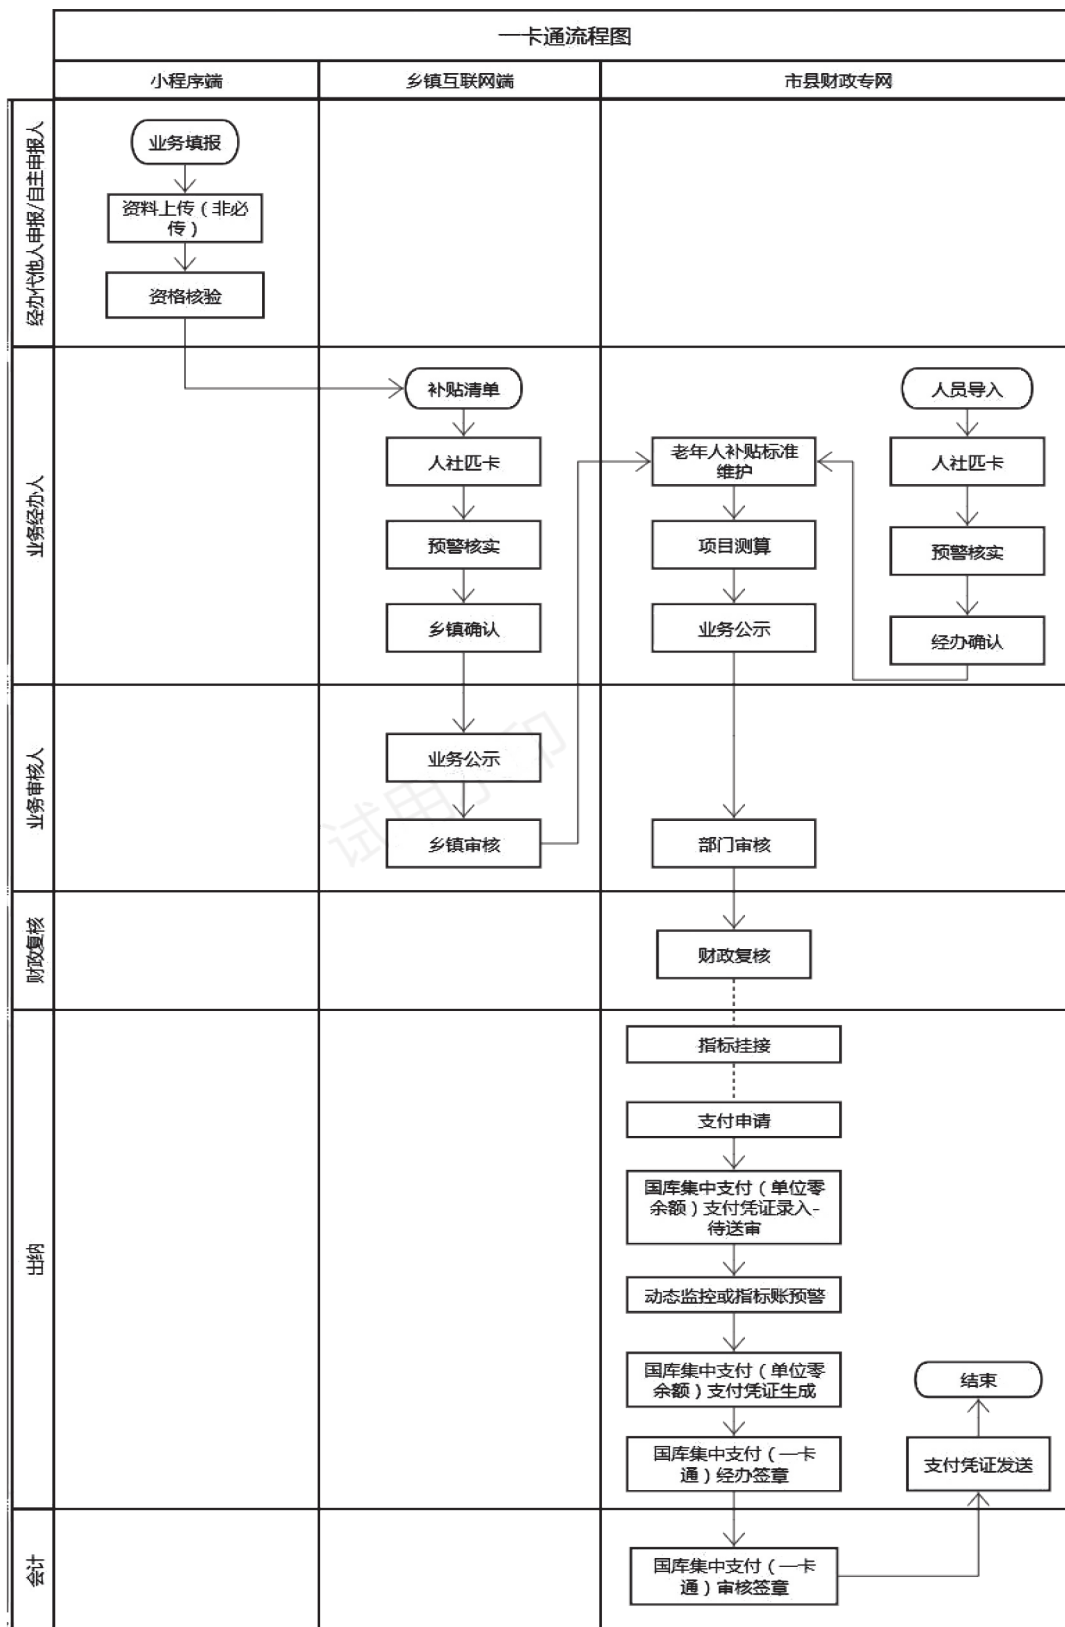 一卡通流程图
小程序端
乡镇互联网端
市县财政专网
经办代他人申报/自主申报人
业务填报
资料上传（非必
传）
资格核验
业务经办人
补贴清单
人员导入
人社匹卡
老年人补贴标准
维护
人社匹卡
预警核实
项目测算
预警核实
乡镇确认
业务公示
经办确认
业务审核人
业务公示
乡镇审核
部门审核
试用水印
财政复核
财政复核
出纳
指标挂接
支付申请
国库集中支付（单位零
余额）支付凭证录入-
待送审
动态监控或指标账预警
国库集中支付（单位零
余额）支付凭证生成
结束
国库集中支付（一卡
通）经办签章
支付凭证发送
会计
国库集中支付（一卡
通）审核签章